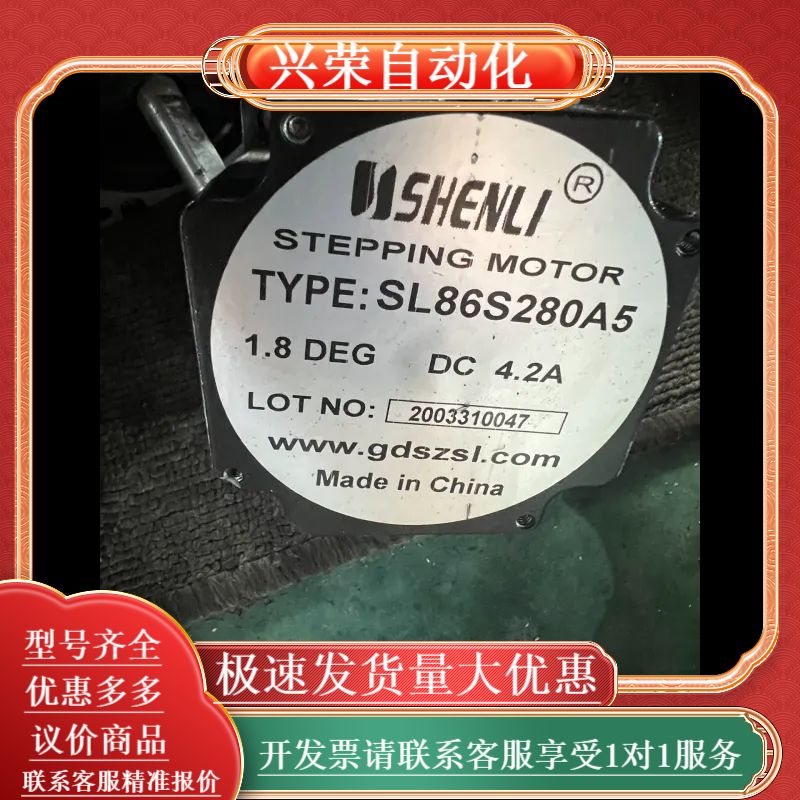 兴荣自动化
SHENLI ®
STEPPING MOTOR
TYPE: SL86S280A5
1.8 DEG DC 4.2A
LOT NO: 2003310047
www.gdszsl.com
Made in China
型号齐全
优惠多多
议价商品
联系客服精准报价
极速发货量大优惠
开发票请联系客服享受1对1服务